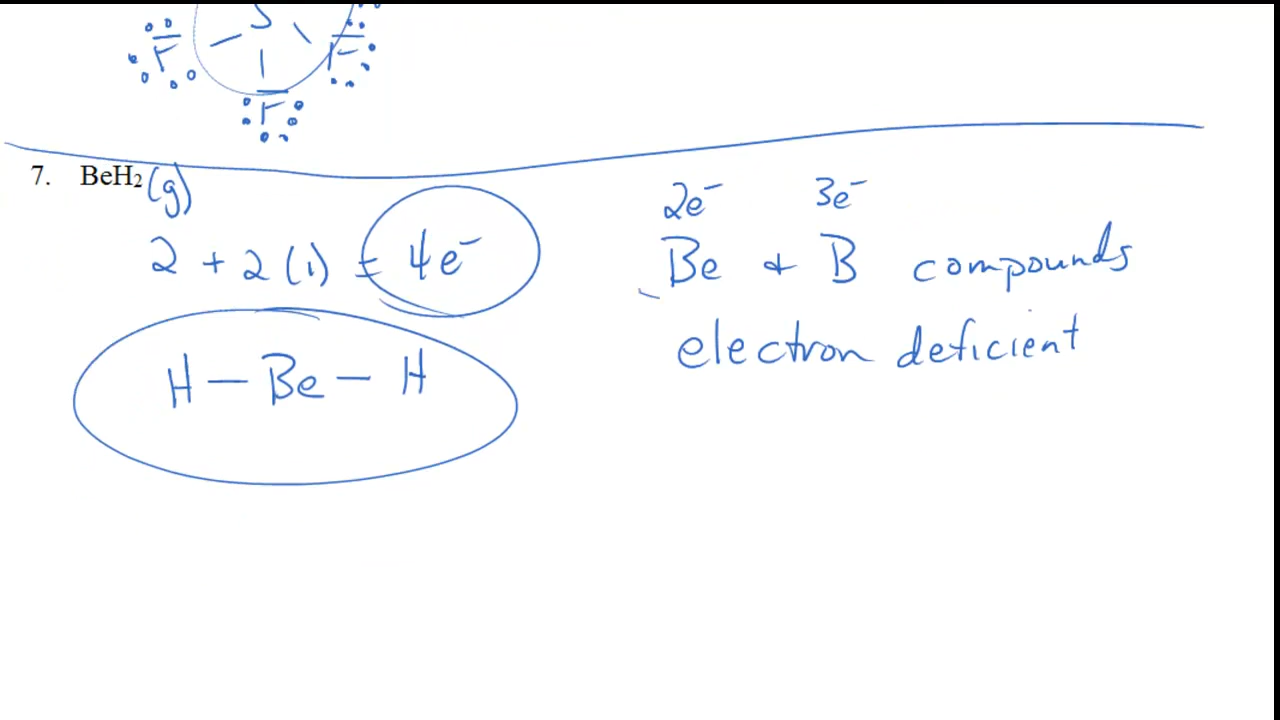 S
F F
F
7. BeH₂(g)
2e⁻ 3e⁻
2 + 2(1) = 4e⁻
Be + B compounds
electron deficient
H — Be — H